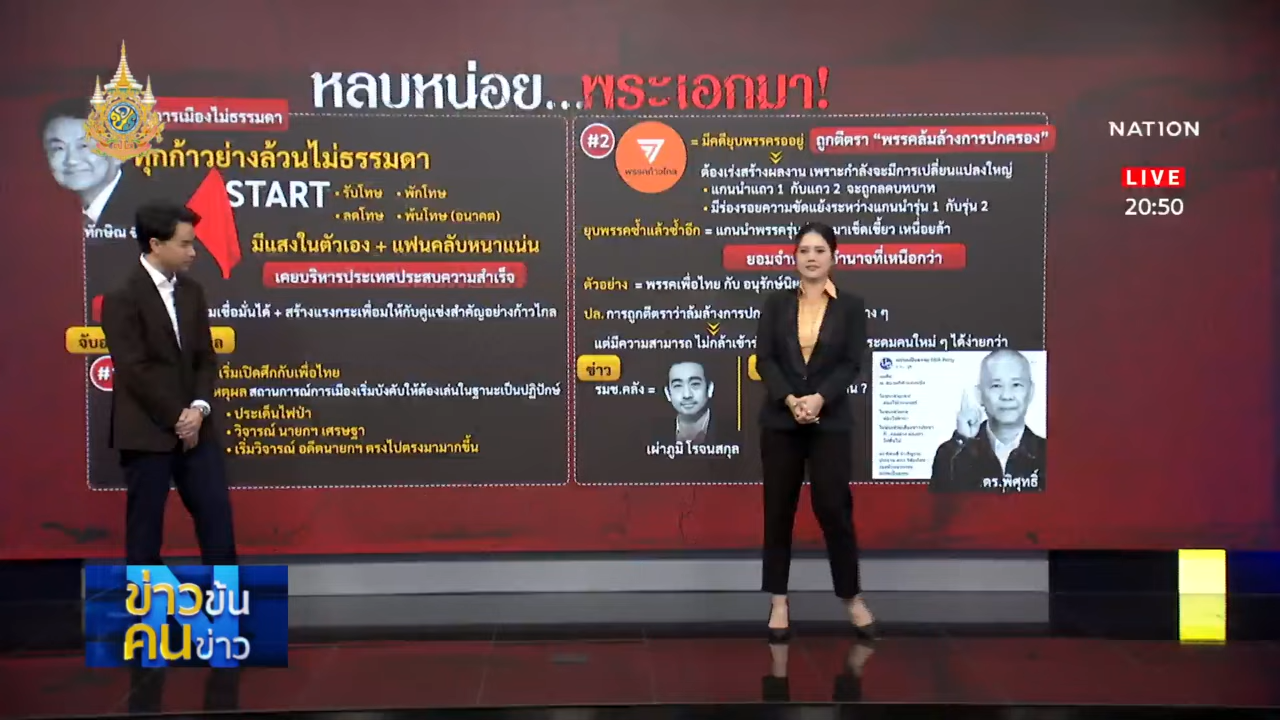 หลบหน่อย...พระเอกมา!
NATION
LIVE
20:50
การเมืองไม่ธรรมดา
ทุกก้าวย่างล้วนไม่ธรรมดา
START
• รับโทษ • พักโทษ
• ลดโทษ • พ้นโทษ (อนาคต)
ทักษิณ
มีแสงในตัวเอง + แฟนคลับหนาแน่น
เคยบริหารประเทศประสบความสำเร็จ
เชื่อมั่นได้ + สร้างแรงกระเพื่อมให้กับคู่แข่งสำคัญอย่างก้าวไกล
เริ่มเปิดศึกกับเพื่อไทย
สถานการณ์การเมืองเริ่มบังคับให้ต้องเล่นในฐานะเป็นปฏิปักษ์
• ประเด็นไฟป่า
• วิจารณ์ นายกฯ เศรษฐา
• เริ่มวิจารณ์ อดีตนายกฯ ตรงไปตรงมามากขึ้น
#2
พรรคก้าวไกล
= มีคดียุบพรรครออยู่ ถูกตีตรา “พรรคล้มล้างการปกครอง”
ต้องเร่งสร้างผลงาน เพราะกำลังจะมีการเปลี่ยนแปลงใหญ่
• แกนนำแถว 1 กับแถว 2 จะถูกลดบทบาท
• มีร่องรอยความขัดแย้งระหว่างแกนนำรุ่น 1 กับรุ่น 2
ยุบพรรคซ้ำแล้วซ้ำอีก = แกนนำพรรครุ่น เข็ดเขี้ยว เหนื่อยล้า
ยอมจำ อำนาจที่เหนือกว่า
ตัวอย่าง = พรรคเพื่อไทย กับ
ปล. การถูกตีตราว่าล้มล้างการปก ต่าง ๆ
แต่มีความสามารถ ไม่กล้าเข้าร่ ระดมคนใหม่ ๆ ได้ง่ายกว่า
ข่าว
รมช.คลัง =
เผ่าภูมิ โรจนสกุล
ดร.พิศุทธิ์
ข่าวข้น
คนข่าว